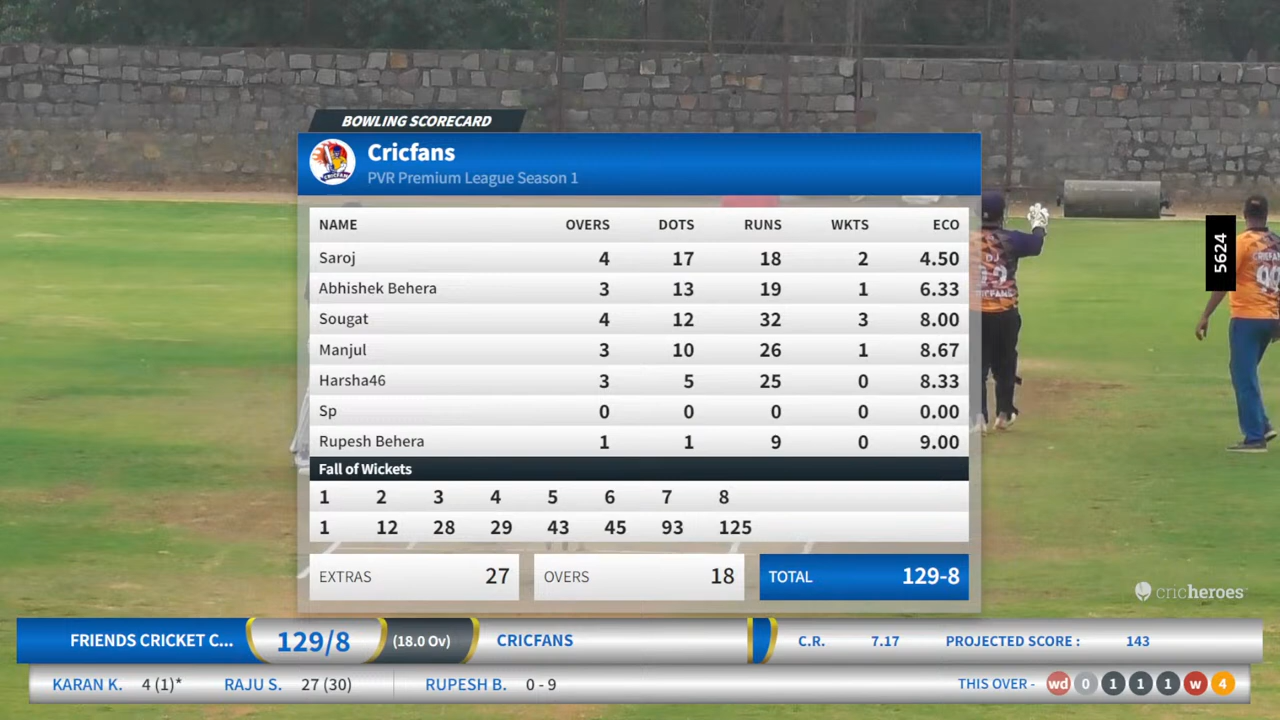 BOWLING SCORECARD
Cricfans
PVR Premium League Season 1
NAME OVERS DOTS RUNS WKTS ECO
Saroj 4 17 18 2 4.50
Abhishek Behera 3 13 19 1 6.33
Sougat 4 12 32 3 8.00
Manjul 3 10 26 1 8.67
Harsha46 3 5 25 0 8.33
Sp 0 0 0 0 0.00
Rupesh Behera 1 1 9 0 9.00
Fall of Wickets
1 2 3 4 5 6 7 8
1 12 28 29 43 45 93 125
EXTRAS 27 OVERS 18 TOTAL 129-8
DJ
CRICFANS
5624
cricheroes
FRIENDS CRICKET C... 129/8 (18.0 Ov) CRICFANS C.R. 7.17 PROJECTED SCORE : 143
KARAN K. 4 (1)* RAJU S. 27 (30) RUPESH B. 0 - 9 THIS OVER - wd 0 1 1 1 w 4